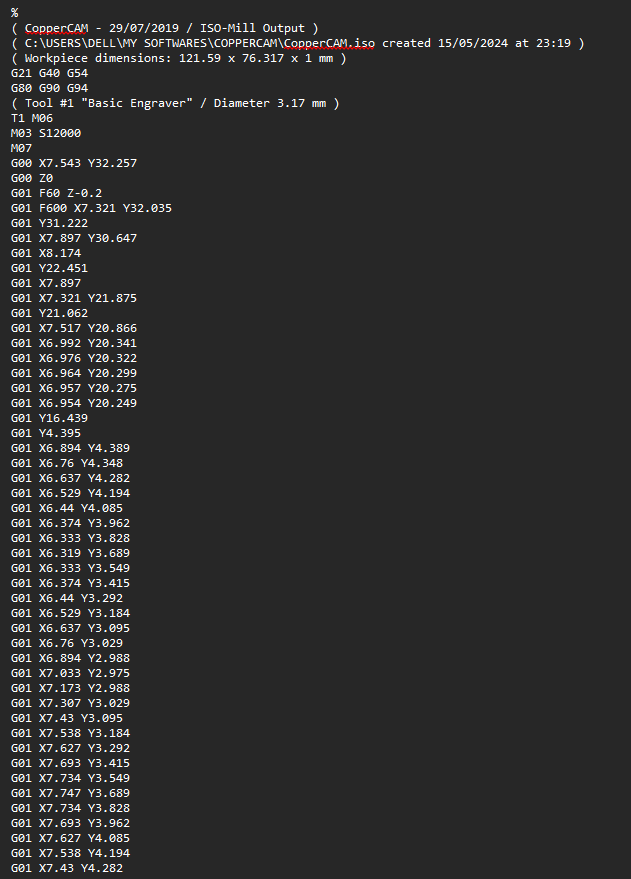 %
( CopperCAM - 29/07/2019 / ISO-Mill Output )
( C:\USERS\DELL\MY SOFTWARES\COPPERCAM\CopperCAM.iso created 15/05/2024 at 23:19 )
( Workpiece dimensions: 121.59 x 76.317 x 1 mm )
G21 G40 G54
G80 G90 G94
( Tool #1 "Basic Engraver" / Diameter 3.17 mm )
T1 M06
M03 S12000
M07
G00 X7.543 Y32.257
G00 Z0
G01 F60 Z-0.2
G01 F600 X7.321 Y32.035
G01 Y31.222
G01 X7.897 Y30.647
G01 X8.174
G01 Y22.451
G01 X7.897
G01 X7.321 Y21.875
G01 Y21.062
G01 X7.517 Y20.866
G01 X6.992 Y20.341
G01 X6.976 Y20.322
G01 X6.964 Y20.299
G01 X6.957 Y20.275
G01 X6.954 Y20.249
G01 Y16.439
G01 Y4.395
G01 X6.894 Y4.389
G01 X6.76 Y4.348
G01 X6.637 Y4.282
G01 X6.529 Y4.194
G01 X6.44 Y4.085
G01 X6.374 Y3.962
G01 X6.333 Y3.828
G01 X6.319 Y3.689
G01 X6.333 Y3.549
G01 X6.374 Y3.415
G01 X6.44 Y3.292
G01 X6.529 Y3.184
G01 X6.637 Y3.095
G01 X6.76 Y3.029
G01 X6.894 Y2.988
G01 X7.033 Y2.975
G01 X7.173 Y2.988
G01 X7.307 Y3.029
G01 X7.43 Y3.095
G01 X7.538 Y3.184
G01 X7.627 Y3.292
G01 X7.693 Y3.415
G01 X7.734 Y3.549
G01 X7.747 Y3.689
G01 X7.734 Y3.828
G01 X7.693 Y3.962
G01 X7.627 Y4.085
G01 X7.538 Y4.194
G01 X7.43 Y4.282